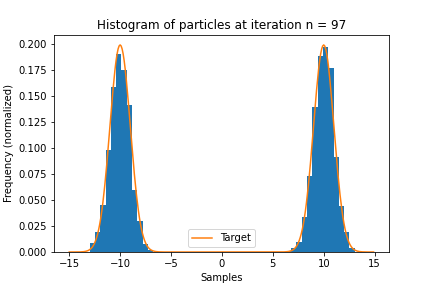 Histogram of particles at iteration n = 97
0.200
0.175
0.150
0.125
0.100
0.075
0.050
0.025
0.000
Frequency (normalized)
Target
−15 −10 −5 0 5 10 15
Samples